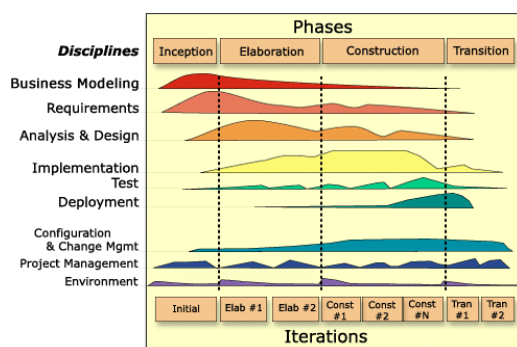 Phases
Disciplines
Inception
Elaboration
Construction
Transition
Business Modeling
Requirements
Analysis & Design
Implementation
Test
Deployment
Configuration
& Change Mgmt
Project Management
Environment
Initial
Elab #1
Elab #2
Const
#1
Const
#2
Const
#N
Tran
#1
Tran
#2
Iterations